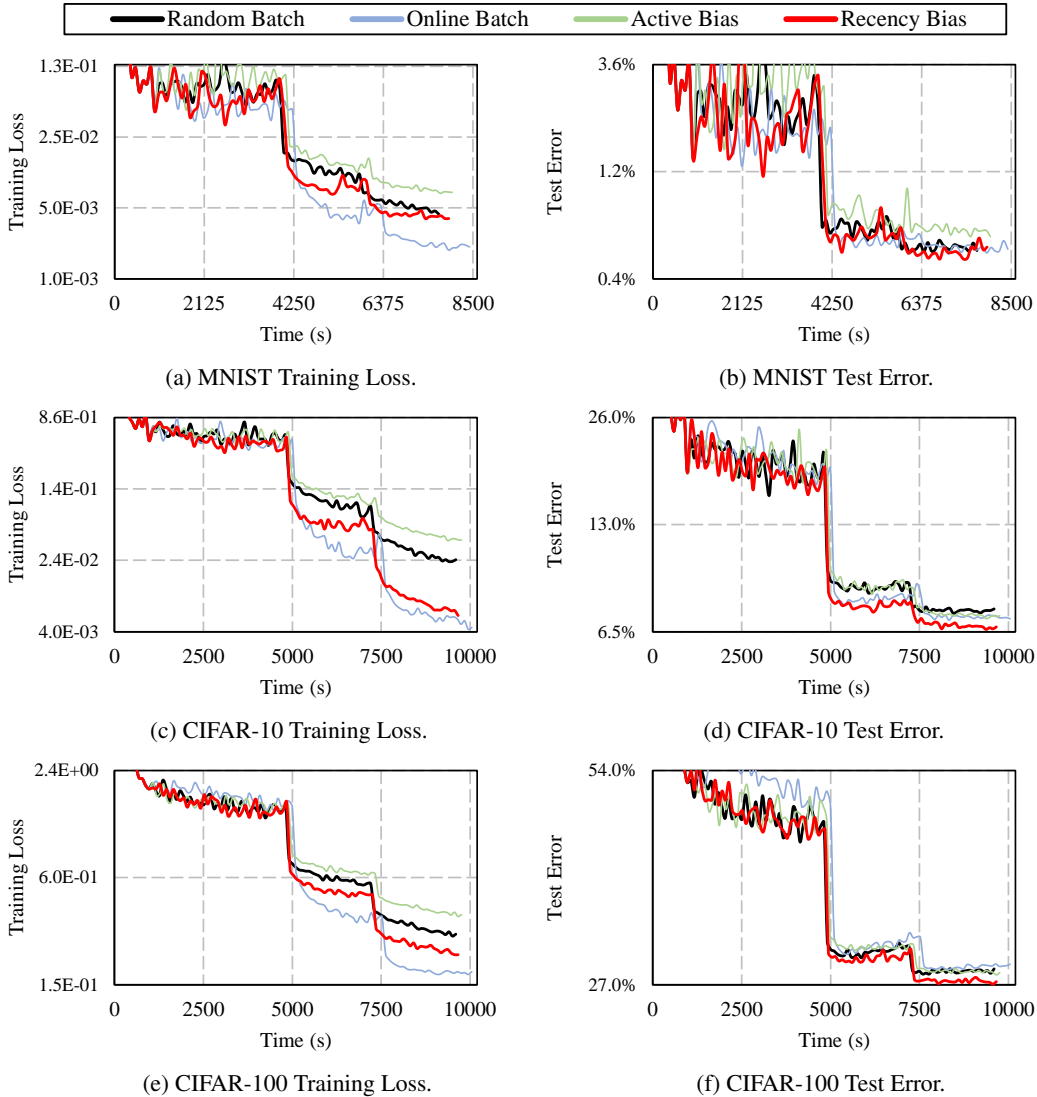 Random Batch Online Batch Active Bias Recency Bias
1.3E-01
2.5E-02
5.0E-03
1.0E-03
Training Loss
0 2125 4250 6375 8500
Time (s)
(a) MNIST Training Loss.
3.6%
1.2%
0.4%
Test Error
0 2125 4250 6375 8500
Time (s)
(b) MNIST Test Error.
8.6E-01
1.4E-01
2.4E-02
4.0E-03
Training Loss
0 2500 5000 7500 10000
Time (s)
(c) CIFAR-10 Training Loss.
26.0%
13.0%
6.5%
Test Error
0 2500 5000 7500 10000
Time (s)
(d) CIFAR-10 Test Error.
2.4E+00
6.0E-01
1.5E-01
Training Loss
0 2500 5000 7500 10000
Time (s)
(e) CIFAR-100 Training Loss.
54.0%
27.0%
Test Error
0 2500 5000 7500 10000
Time (s)
(f) CIFAR-100 Test Error.